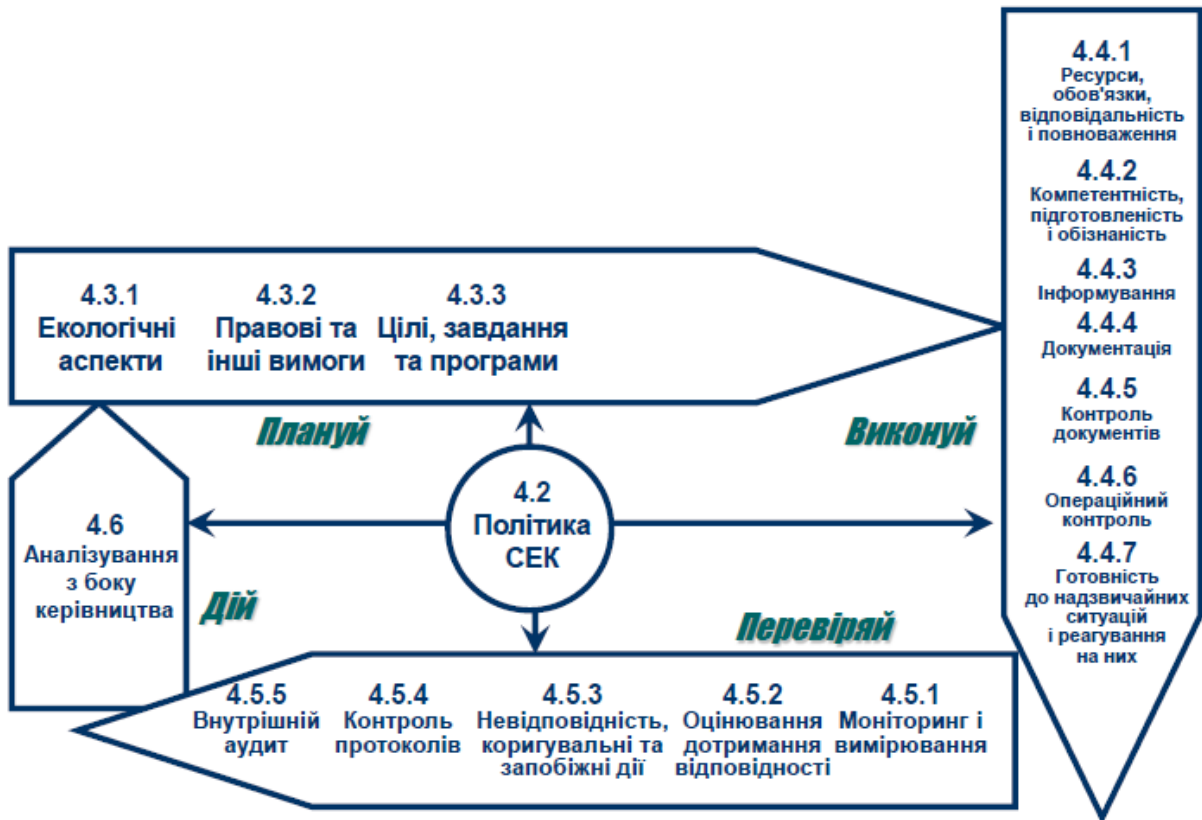 4.3.1
Екологічні
аспекти
4.3.2
Правові та
інші вимоги
4.3.3
Цілі, завдання
та програми
Плануй
Виконуй
4.4.1
Ресурси,
обов'язки,
відповідальність
і повноваження
4.4.2
Компетентність,
підготовленість
і обізнаність
4.4.3
Інформування
4.4.4
Документація
4.4.5
Контроль
документів
4.4.6
Операційний
контроль
4.4.7
Готовність
до надзвичайних
ситуацій
і реагування
на них
4.2
Політика
СЕК
4.6
Аналізування
з боку
керівництва
Дій
Перевіряй
4.5.5
Внутрішній
аудит
4.5.4
Контроль
протоколів
4.5.3
Невідповідність,
коригувальні та
запобіжні дії
4.5.2
Оцінювання
дотримання
відповідності
4.5.1
Моніторинг і
вимірювання